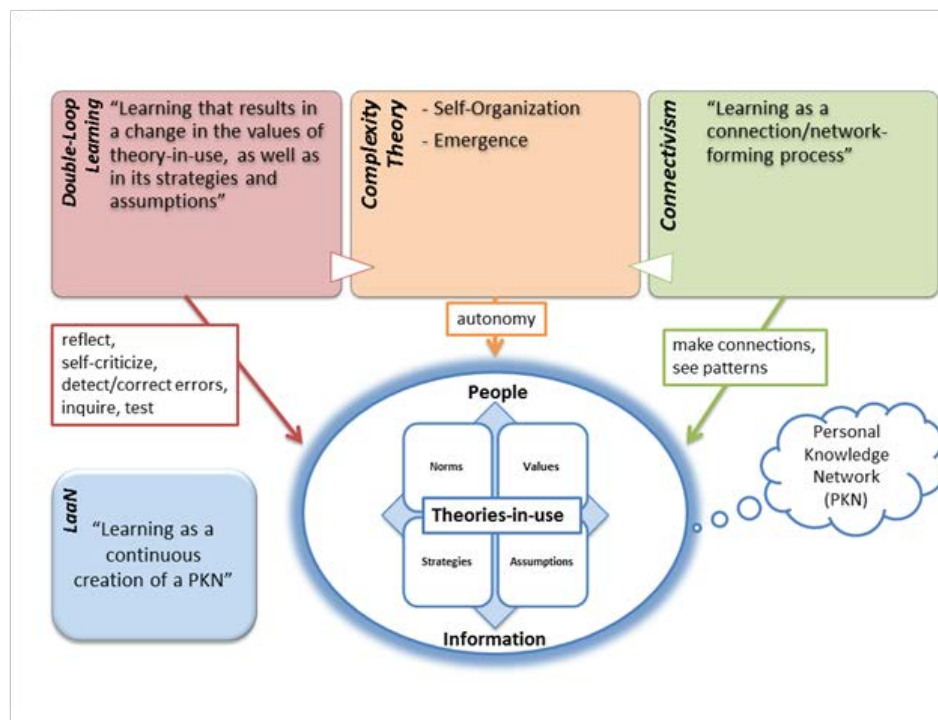 Double-Loop
Learning
“Learning that results in
a change in the values of
theory-in-use, as well as
in its strategies and
assumptions”
Complexity
Theory
- Self-Organization
- Emergence
Connectivism
“Learning as a
connection/network-
forming process”
reflect,
self-criticize,
detect/correct errors,
inquire, test
autonomy
make connections,
see patterns
People
Norms
Values
Theories-in-use
Strategies
Assumptions
Information
Personal
Knowledge
Network
(PKN)
LaaN
“Learning as a
continuous
creation of a PKN”